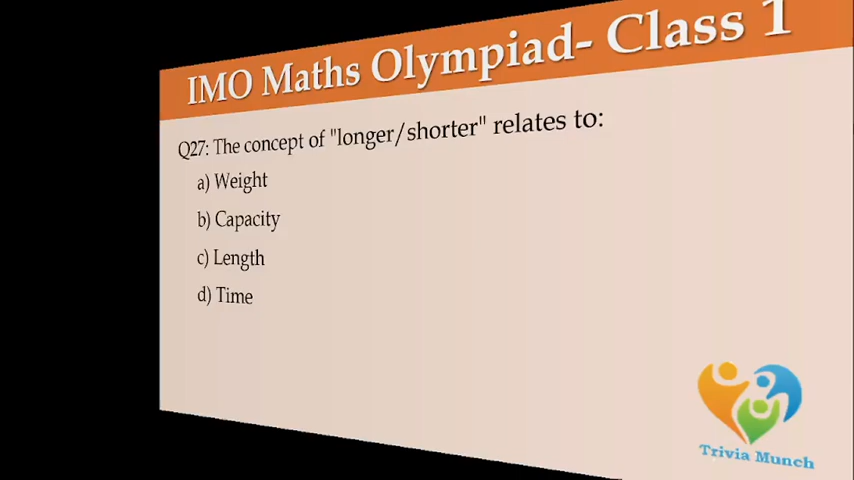 IMO Maths Olympiad- Class 1
Q27: The concept of "longer/shorter" relates to:
a) Weight
b) Capacity
c) Length
d) Time
Trivia Munch